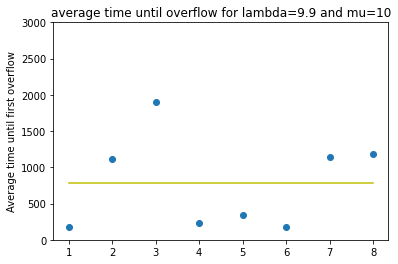 average time until overflow for lambda=9.9 and mu=10
Average time until first overflow
3000
2500
2000
1500
1000
500
0
1 2 3 4 5 6 7 8